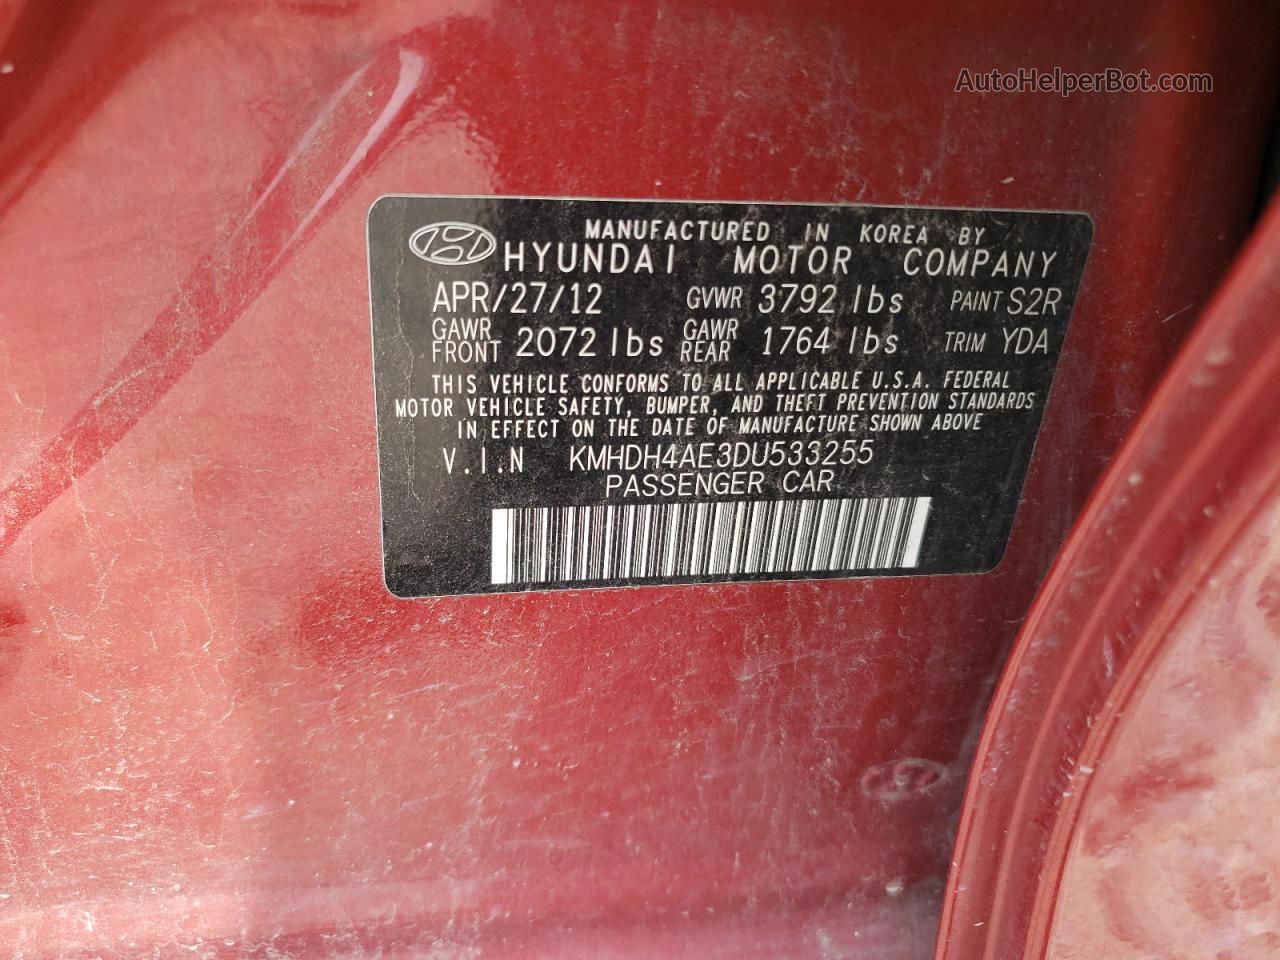 AutoHelperBot.com
MANUFACTURED IN KOREA BY
HYUNDAI MOTOR COMPANY
APR/27/12 GVWR 3792 lbs PAINT S2R
GAWR FRONT 2072 lbs GAWR REAR 1764 lbs TRIM YDA
THIS VEHICLE CONFORMS TO ALL APPLICABLE U.S.A. FEDERAL
MOTOR VEHICLE SAFETY, BUMPER, AND THEFT PREVENTION STANDARDS
IN EFFECT ON THE DATE OF MANUFACTURE SHOWN ABOVE
V.I.N KMHDH4AE3DU533255
PASSENGER CAR